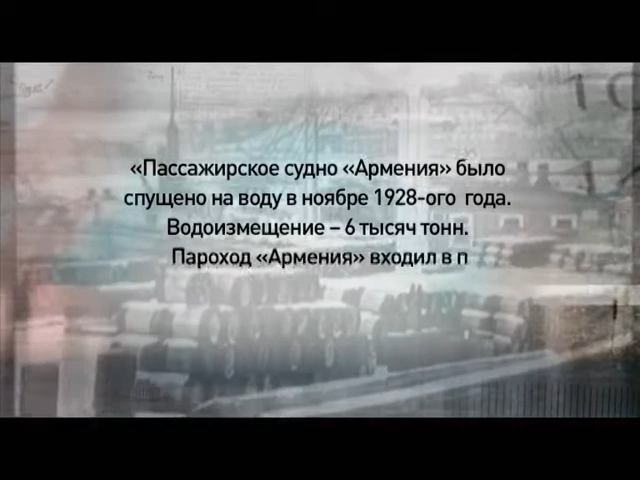 «Пассажирское судно «Армения» было
спущено на воду в ноябре 1928-ого года.
Водоизмещение – 6 тысяч тонн.
Пароход «Армения» входил в п